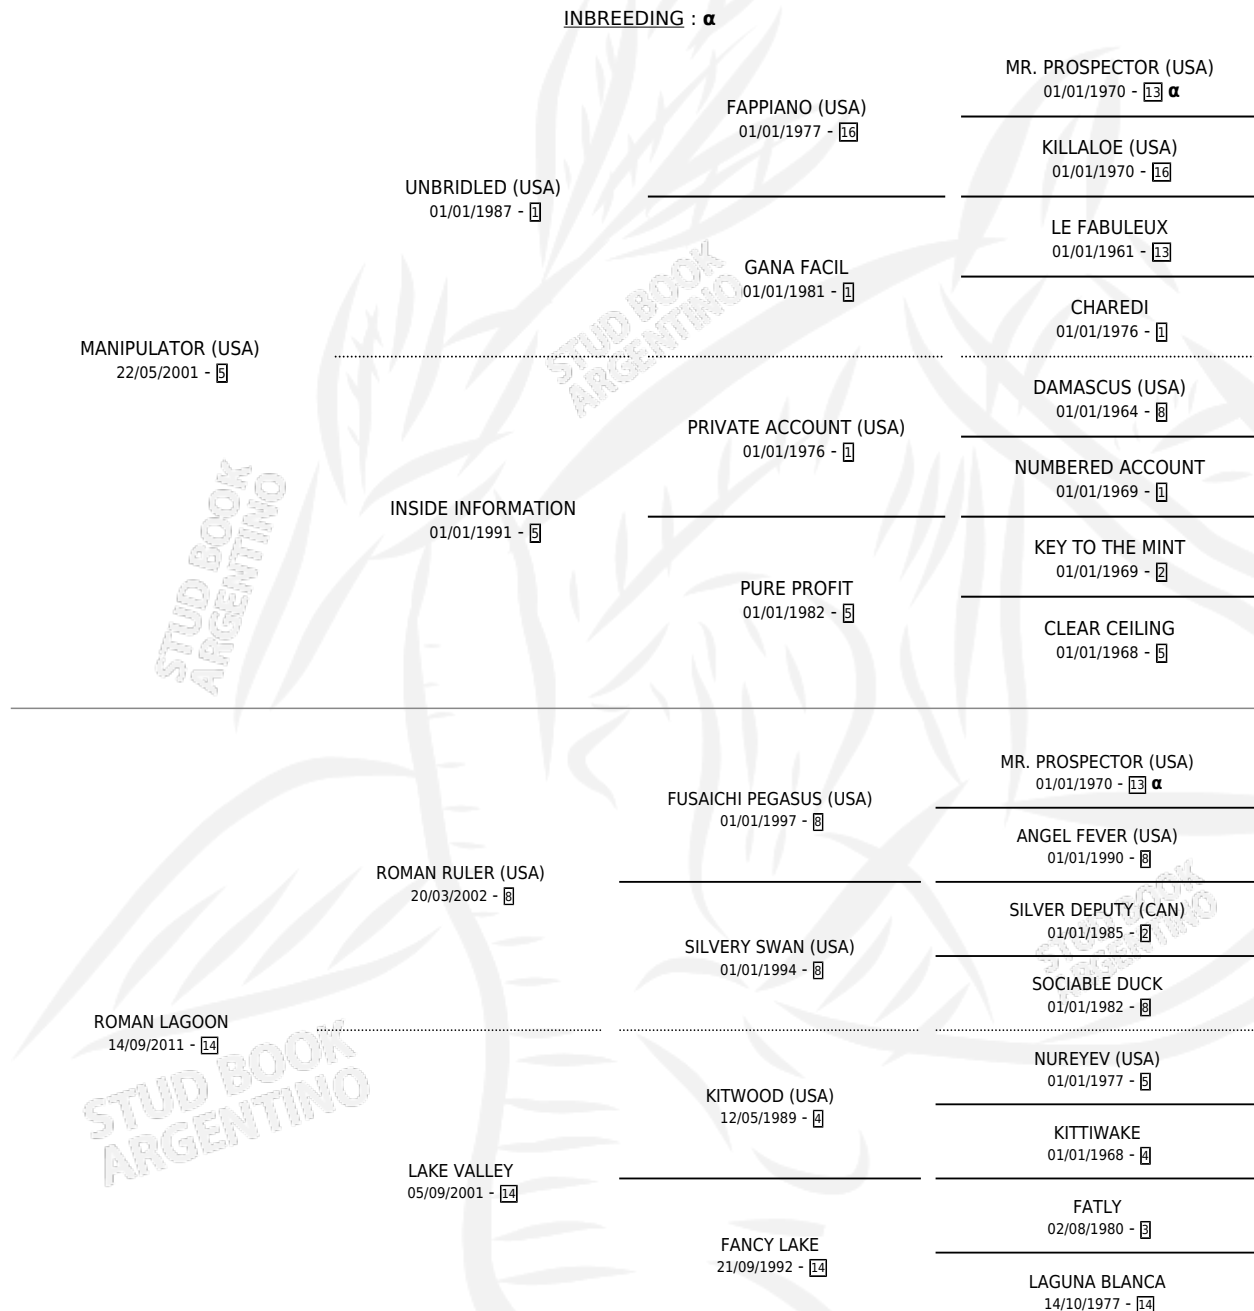 INBREEDING : α
MR. PROSPECTOR (USA)
01/01/1970 - 13 α
FAPPIANO (USA)
01/01/1977 - 16
KILLALOE (USA)
01/01/1970 - 16
UNBRIDLED (USA)
01/01/1987 - 1
LE FABULEUX
01/01/1961 - 13
GANA FACIL
01/01/1981 - 1
CHAREDI
01/01/1976 - 1
MANIPULATOR (USA)
22/05/2001 - 5
DAMASCUS (USA)
01/01/1964 - 8
PRIVATE ACCOUNT (USA)
01/01/1976 - 1
NUMBERED ACCOUNT
01/01/1969 - 1
INSIDE INFORMATION
01/01/1991 - 5
KEY TO THE MINT
01/01/1969 - 2
PURE PROFIT
01/01/1982 - 5
CLEAR CEILING
01/01/1968 - 5
MR. PROSPECTOR (USA)
01/01/1970 - 13 α
FUSAICHI PEGASUS (USA)
01/01/1997 - 8
ANGEL FEVER (USA)
01/01/1990 - 8
ROMAN RULER (USA)
20/03/2002 - 8
SILVER DEPUTY (CAN)
01/01/1985 - 2
SILVERY SWAN (USA)
01/01/1994 - 8
SOCIABLE DUCK
01/01/1982 - 8
ROMAN LAGOON
14/09/2011 - 14
NUREYEV (USA)
01/01/1977 - 5
KITWOOD (USA)
12/05/1989 - 4
KITTIWAKE
01/01/1968 - 4
LAKE VALLEY
05/09/2001 - 14
FATLY
02/08/1980 - 3
FANCY LAKE
21/09/1992 - 14
LAGUNA BLANCA
14/10/1977 - 14
STUD BOOK
ARGENTINO
STUD BOOK
ARGENTINO
STUD BOOK
ARGENTINO
STUD BOOK
ARGENTINO